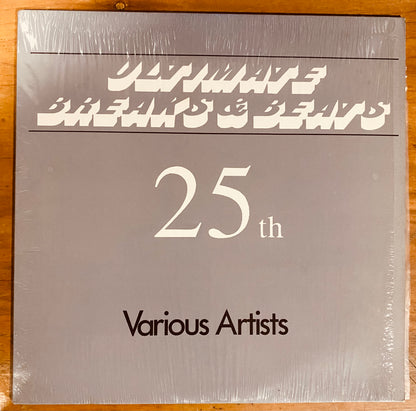 ULTIMATE
BREAKS & BEATS
25th
Various Artists